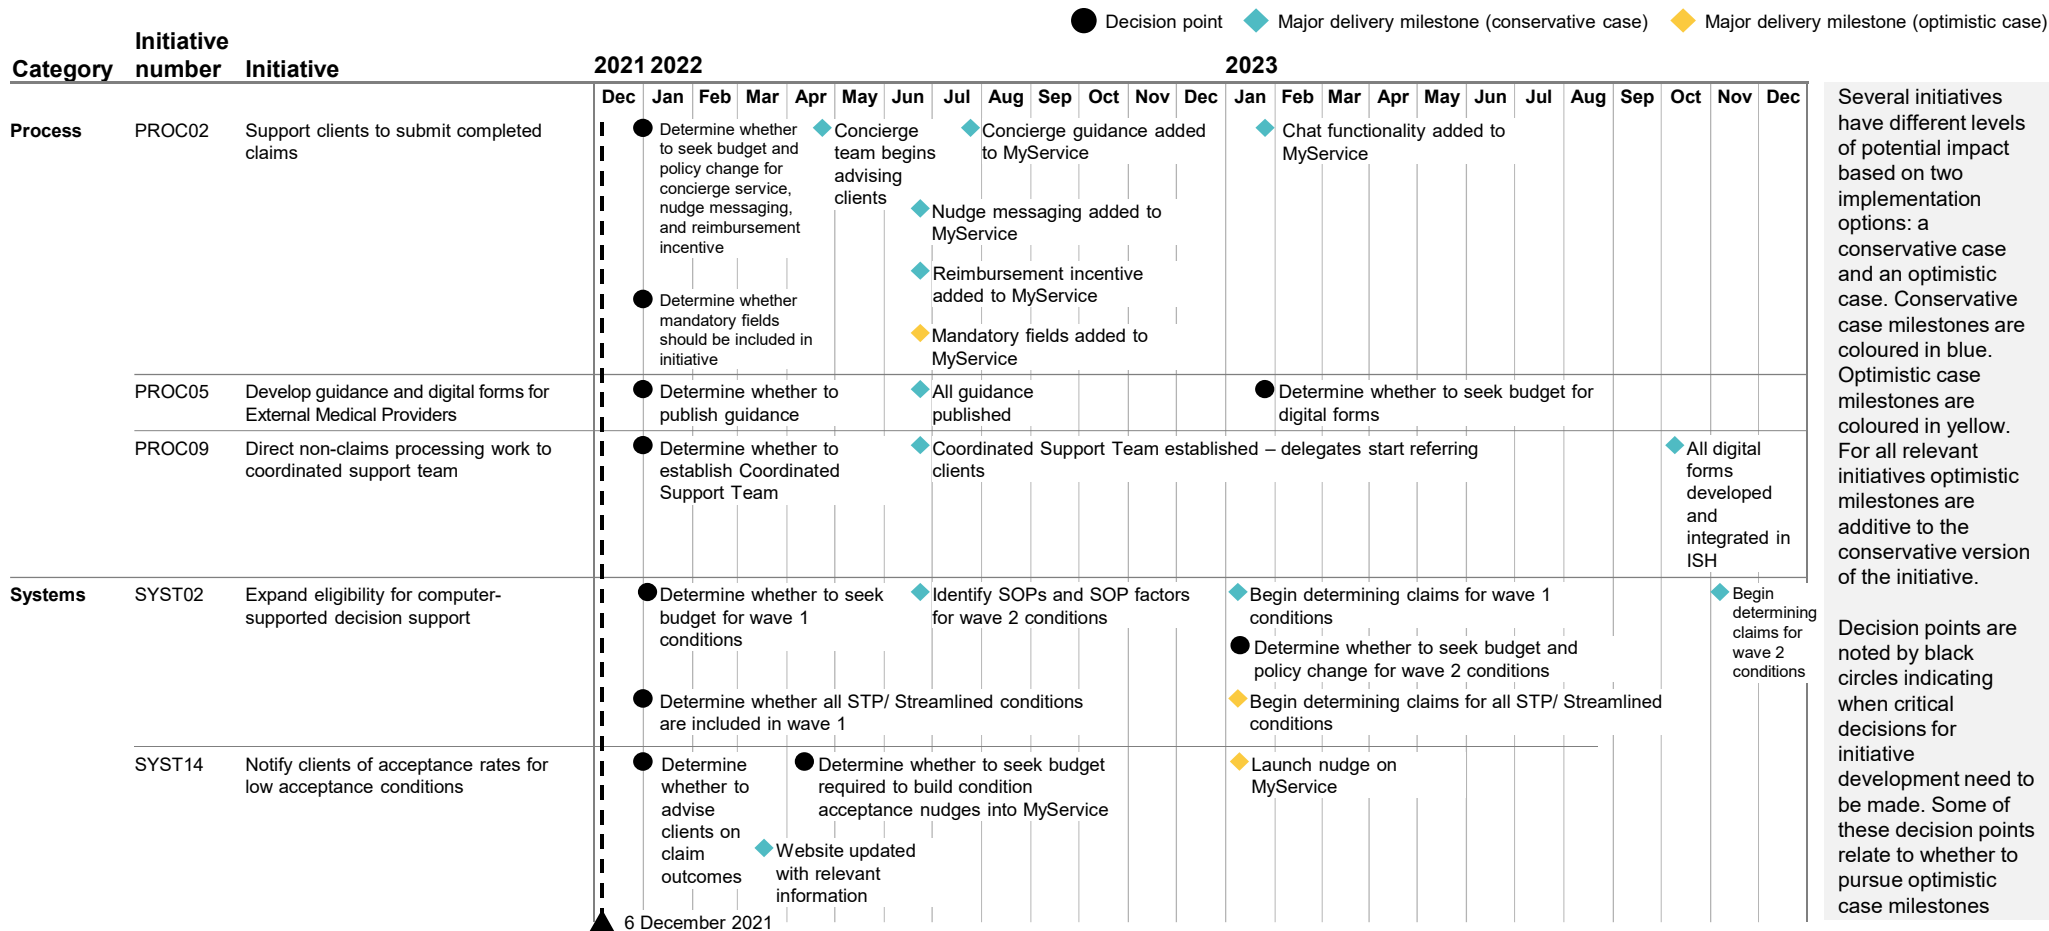 Decision point
Major delivery milestone (conservative case)
Major delivery milestone (optimistic case)
Category
Initiative
number
Initiative
2021 2022
2023
Dec Jan Feb Mar Apr May Jun Jul Aug Sep Oct Nov Dec Jan Feb Mar Apr May Jun Jul Aug Sep Oct Nov Dec
Process
PROC02
Support clients to submit completed
claims
Determine whether
to seek budget and
policy change for
concierge service,
nudge messaging,
and reimbursement
incentive
Concierge
team begins
advising
clients
Concierge guidance added
to MyService
Chat functionality added to
MyService
Nudge messaging added to
MyService
Reimbursement incentive
added to MyService
Determine whether
mandatory fields
should be included in
initiative
Mandatory fields added to
MyService
PROC05
Develop guidance and digital forms for
External Medical Providers
Determine whether to
publish guidance
All guidance
published
Determine whether to seek budget for
digital forms
PROC09
Direct non-claims processing work to
coordinated support team
Determine whether to
establish Coordinated
Support Team
Coordinated Support Team established – delegates start referring
clients
All digital
forms
developed
and
integrated in
ISH
Systems
SYST02
Expand eligibility for computer-
supported decision support
Determine whether to seek
budget for wave 1
conditions
Identify SOPs and SOP factors
for wave 2 conditions
Begin determining claims for wave 1
conditions
Begin
determining
claims for
wave 2
conditions
Determine whether to seek budget and
policy change for wave 2 conditions
Determine whether all STP/ Streamlined conditions
are included in wave 1
Begin determining claims for all STP/ Streamlined
conditions
SYST14
Notify clients of acceptance rates for
low acceptance conditions
Determine
whether to
advise
clients on
claim
outcomes
Determine whether to seek budget
required to build condition
acceptance nudges into MyService
Launch nudge on
MyService
Website updated
with relevant
information
6 December 2021
Several initiatives
have different levels
of potential impact
based on two
implementation
options: a
conservative case
and an optimistic
case. Conservative
case milestones are
coloured in blue.
Optimistic case
milestones are
coloured in yellow.
For all relevant
initiatives optimistic
milestones are
additive to the
conservative version
of the initiative.
Decision points are
noted by black
circles indicating
when critical
decisions for
initiative
development need to
be made. Some of
these decision points
relate to whether to
pursue optimistic
case milestones